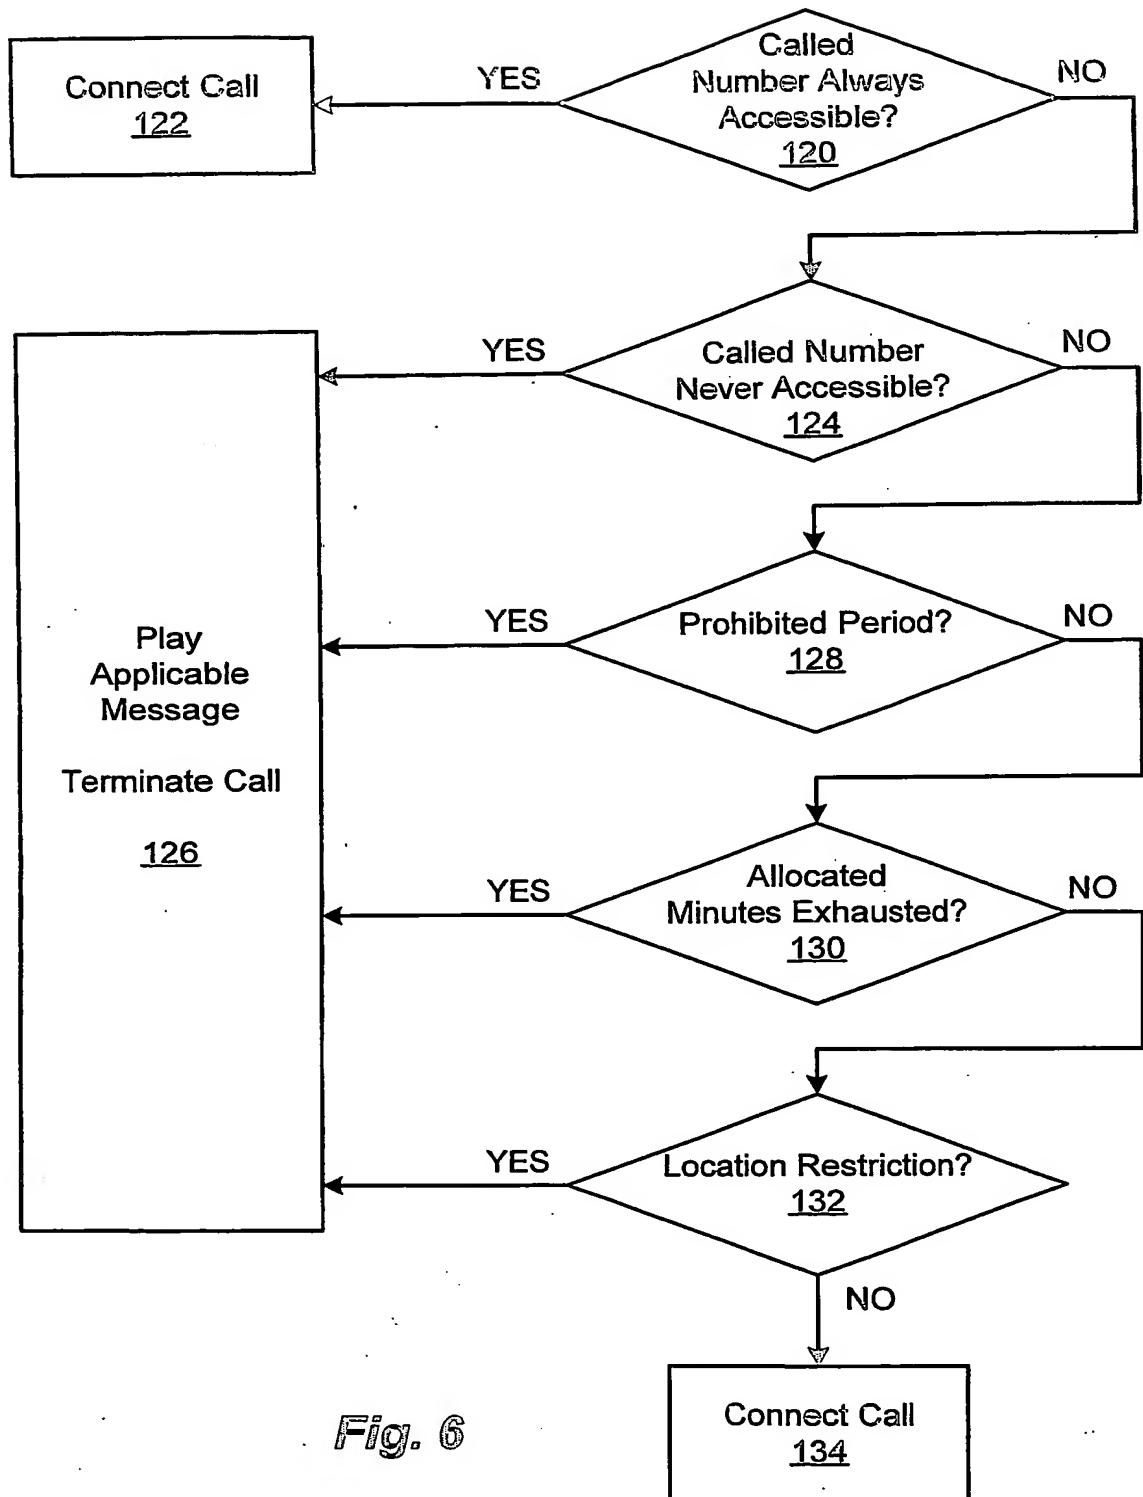 Connect Call
122
YES
Called
Number Always
Accessible?
120
NO
YES
Called Number
Never Accessible?
124
NO
Play
Applicable
Message
Terminate Call
126
YES
Prohibited Period?
128
NO
YES
Allocated
Minutes Exhausted?
130
NO
YES
Location Restriction?
132
NO
Connect Call
134
Fig. 6